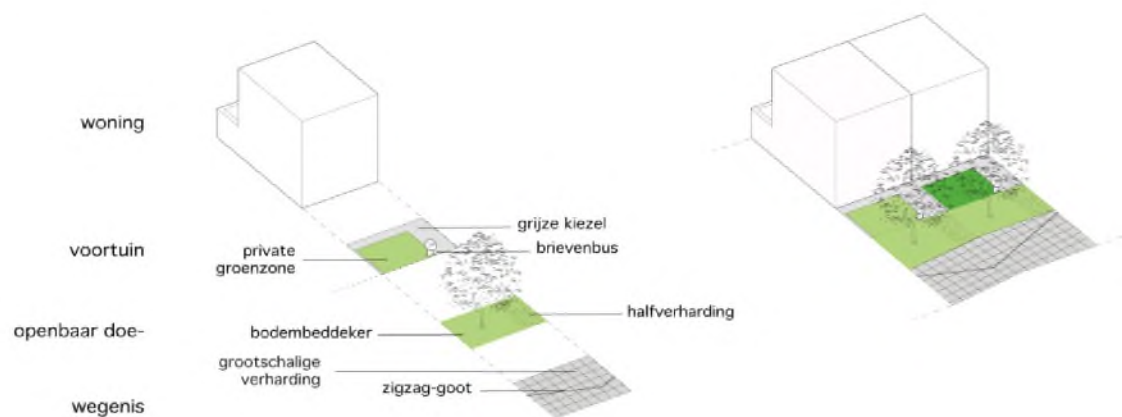 woning
grijze kiezel
voortuin
private
groenzone
brievenbus
halfverharding
openbaar doe-
bodembeddeker
grootschalige
verharding
zigzag-goot
wegenis